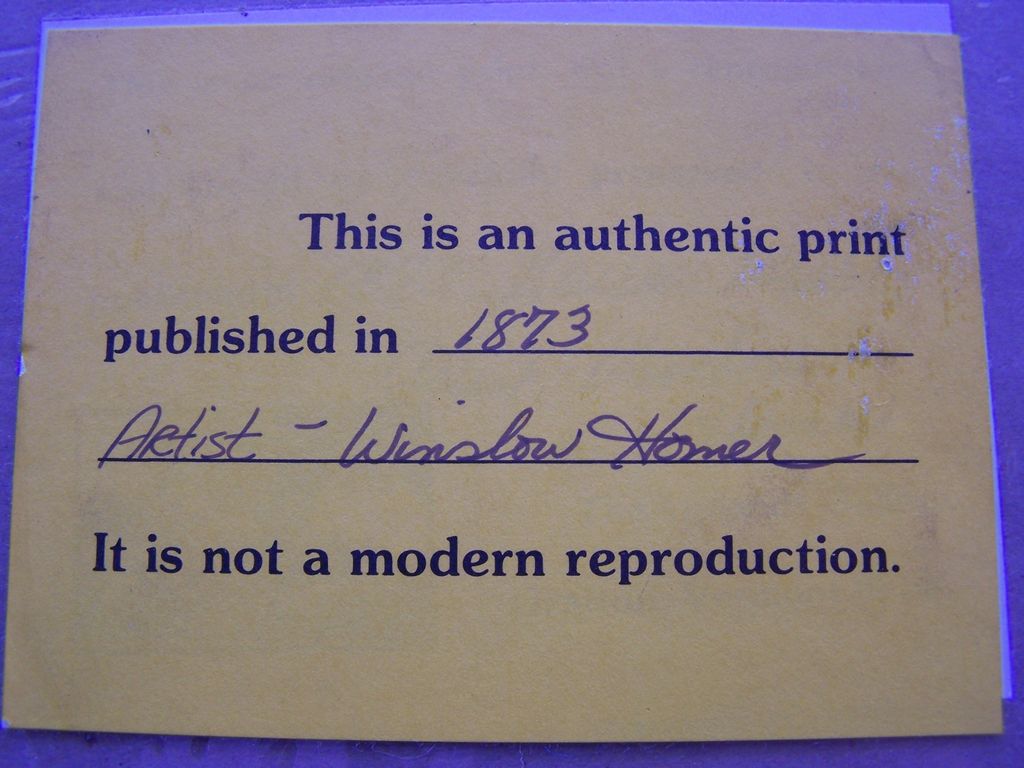 This is an authentic print
published in 1873
Artist - Winslow Homer
It is not a modern reproduction.